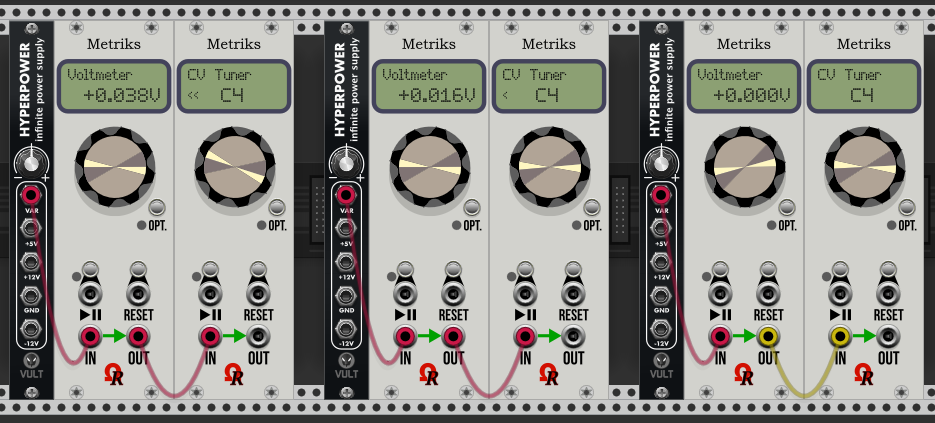 HYPERPOWER
infinite power supply
VAR
+5V
+12V
GND
-12V
VULT
Metriks
Voltmeter
+0.038V
OPT.
RESET
IN
OUT
R
Metriks
CV Tuner
<< C4
OPT.
RESET
IN
OUT
R
HYPERPOWER
infinite power supply
VAR
+5V
+12V
GND
-12V
VULT
Metriks
Voltmeter
+0.016V
OPT.
RESET
IN
OUT
R
Metriks
CV Tuner
< C4
OPT.
RESET
IN
OUT
R
HYPERPOWER
infinite power supply
VAR
+5V
+12V
GND
-12V
VULT
Metriks
Voltmeter
+0.000V
OPT.
RESET
IN
OUT
R
Metriks
CV Tuner
C4
OPT.
RESET
IN
OUT
R